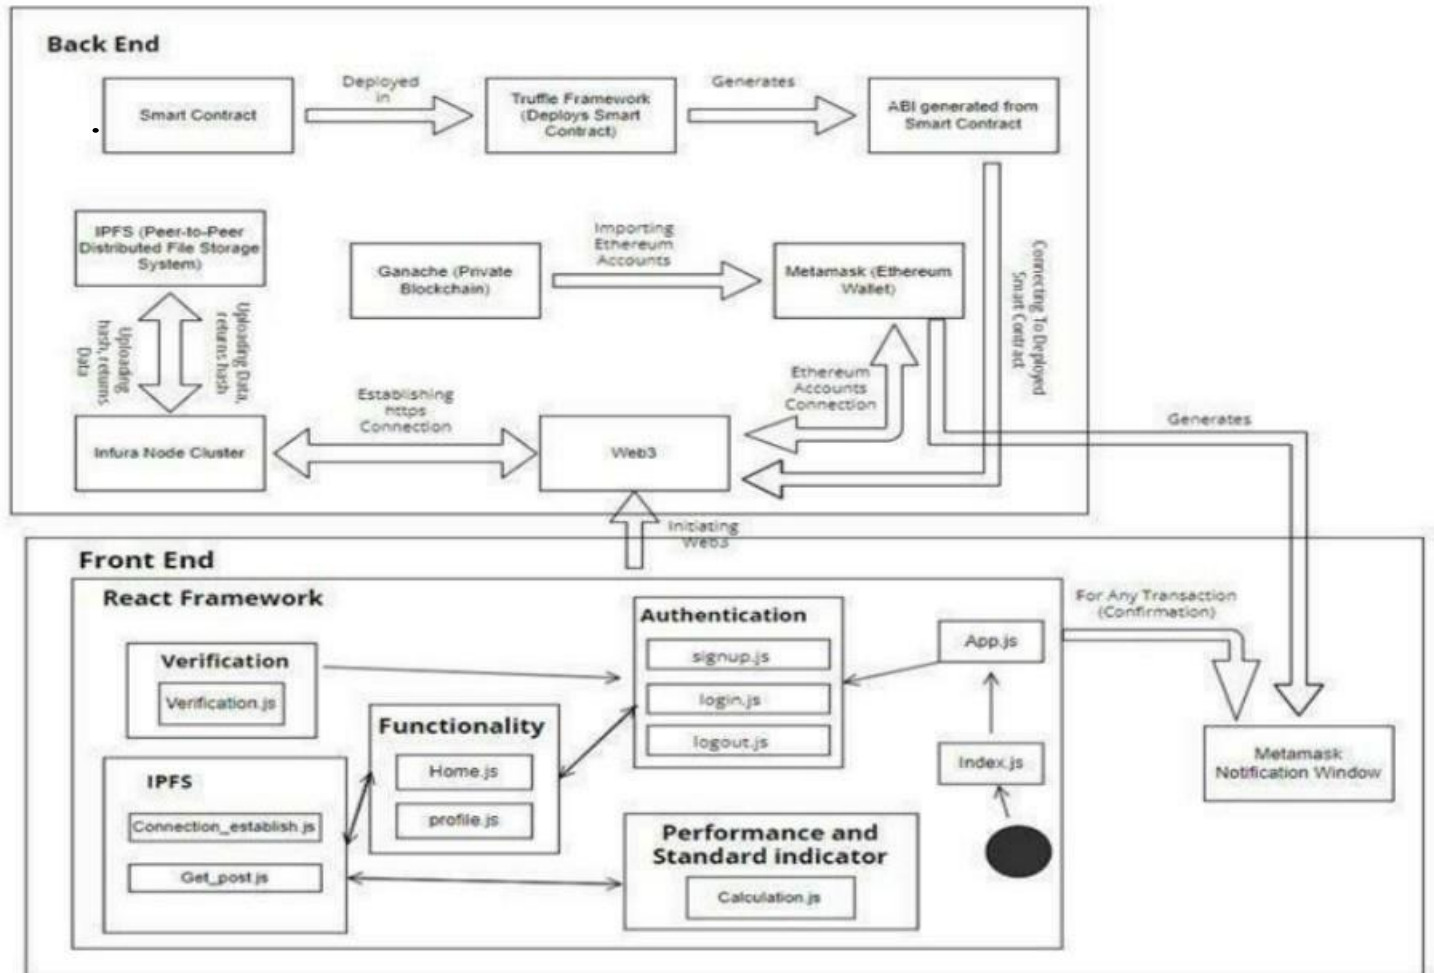 Back End
Smart Contract
Deployed
in
Truffle Framework
(Deploys Smart
Contract)
Generates
ABI generated from
Smart Contract
IPFS (Peer-to-Peer
Distributed File Storage
System)
Ganache (Private
Blockchain)
Importing
Ethereum
Accounts
Metamask (Ethereum
Wallet)
Connecting To Deployed
Smart Contract
Uploading
hash, returns
Data
Uploading Data,
returns hash
Infura Node Cluster
Establishing
https
Connection
Web3
Ethereum
Accounts
Connection
Generates
Initiating
Web3
Front End
React Framework
Verification
Verification.js
Authentication
signup.js
login.js
logout.js
App.js
For Any Transaction
(Confirmation)
Functionality
Home.js
profile.js
Index.js
Metamask
Notification Window
IPFS
Connection_establish.js
Get_post.js
Performance and
Standard indicator
Calculation.js